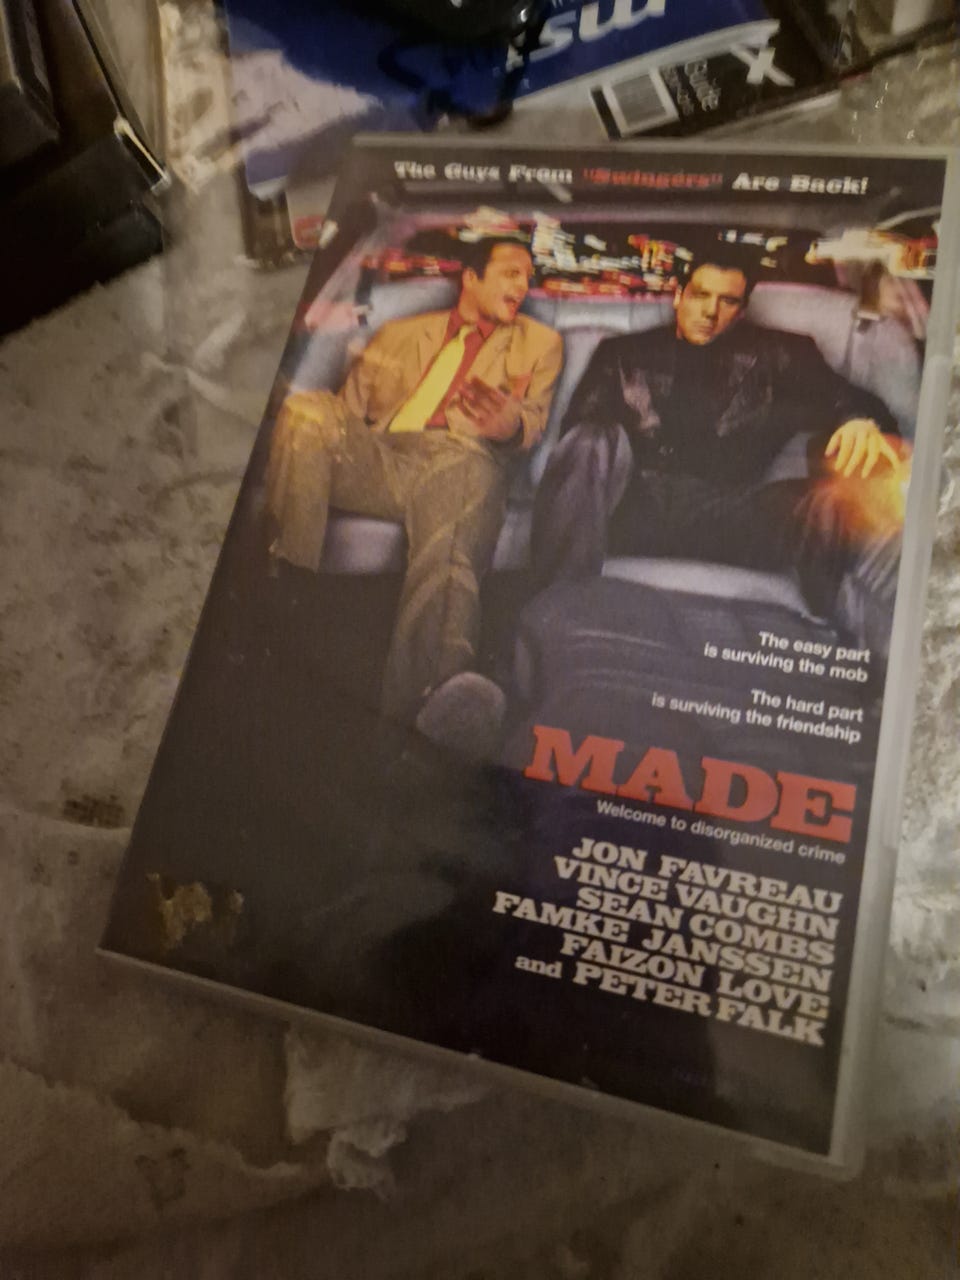 The Guys From "Swingers" Are Back!
The easy part
is surviving the mob
The hard part
is surviving the friendship
MADE
Welcome to disorganized crime
JON FAVREAU
VINCE VAUGHN
SEAN COMBS
FAMKE JANSSEN
FAIZON LOVE
and PETER FALK